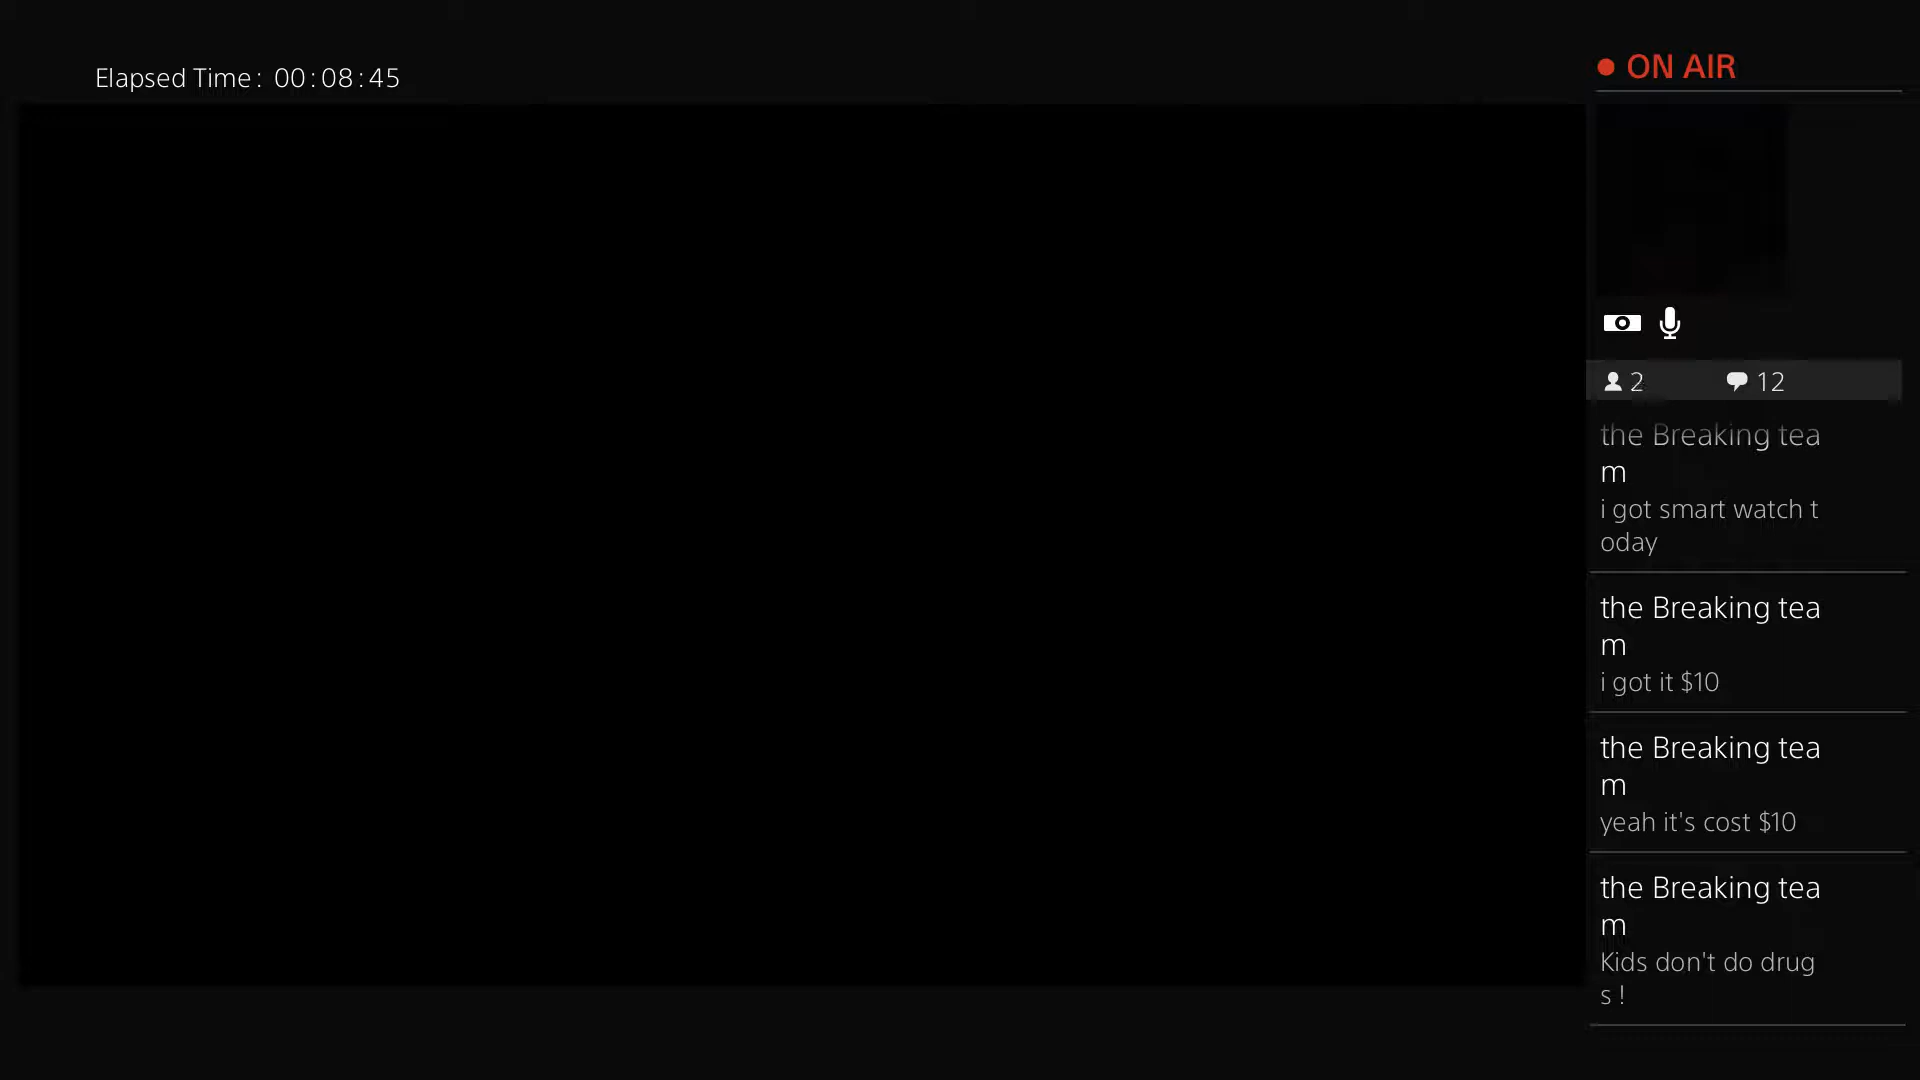 Elapsed Time: 00:08:45
ON AIR
2 12
the Breaking tea
m
i got smart watch t
oday
the Breaking tea
m
i got it $10
the Breaking tea
m
yeah it's cost $10
the Breaking tea
m
Kids don't do drug
s !